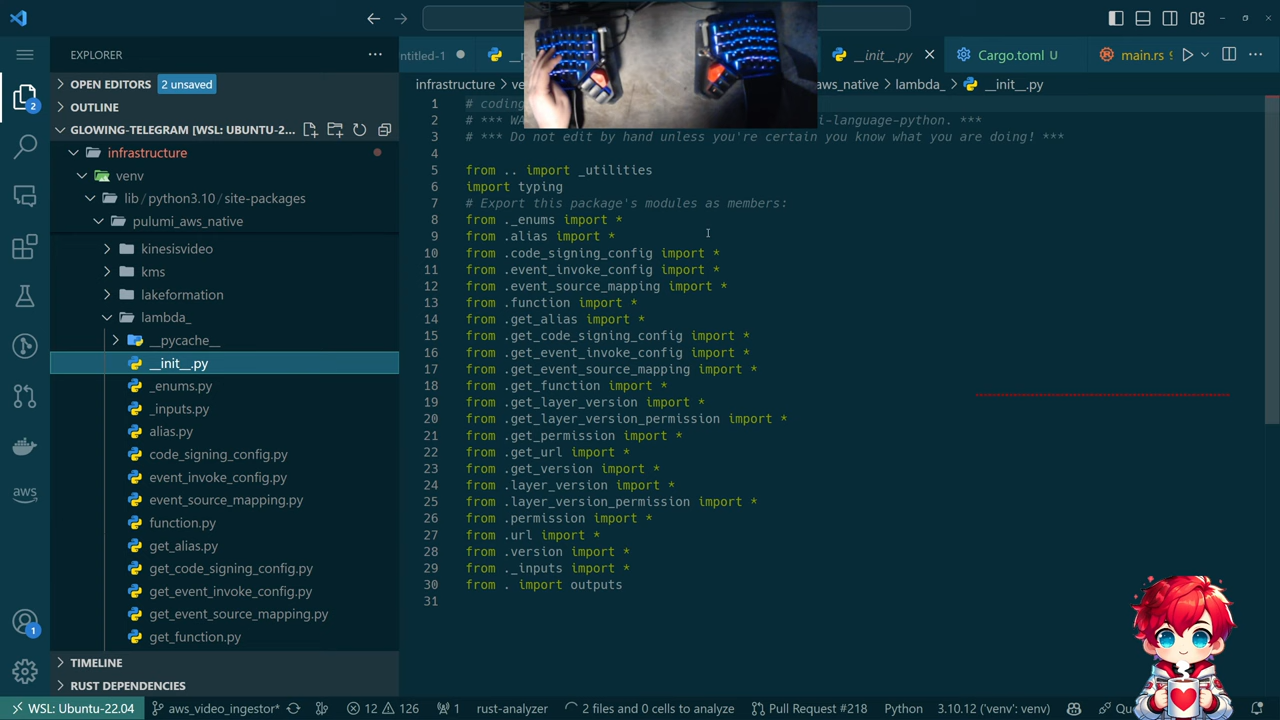 ntitled-1
__init__.py
Cargo.toml U
main.rs 9
EXPLORER
OPEN EDITORS 2 unsaved
OUTLINE
GLOWING-TELEGRAM [WSL: UBUNTU-2...
infrastructure
venv
lib / python3.10 / site-packages
pulumi_aws_native
kinesisvideo
kms
lakeformation
lambda_
__pycache__
__init__.py
_enums.py
_inputs.py
alias.py
code_signing_config.py
event_invoke_config.py
event_source_mapping.py
function.py
get_alias.py
get_code_signing_config.py
get_event_invoke_config.py
get_event_source_mapping.py
get_function.py
TIMELINE
RUST DEPENDENCIES
2
aws
1
infrastructure > ve
aws_native > lambda_ > __init__.py
1 # coding
2 # *** WA i-language-python. ***
3 # *** Do not edit by hand unless you're certain you know what you are doing! ***
4
5 from .. import _utilities
6 import typing
7 # Export this package's modules as members:
8 from ._enums import *
9 from .alias import *
10 from .code_signing_config import *
11 from .event_invoke_config import *
12 from .event_source_mapping import *
13 from .function import *
14 from .get_alias import *
15 from .get_code_signing_config import *
16 from .get_event_invoke_config import *
17 from .get_event_source_mapping import *
18 from .get_function import *
19 from .get_layer_version import *
20 from .get_layer_version_permission import *
21 from .get_permission import *
22 from .get_url import *
23 from .get_version import *
24 from .layer_version import *
25 from .layer_version_permission import *
26 from .permission import *
27 from .url import *
28 from .version import *
29 from ._inputs import *
30 from . import outputs
31
WSL: Ubuntu-22.04 aws_video_ingestor* 12 126 1 rust-analyzer 2 files and 0 cells to analyze Pull Request #218 Python 3.10.12 ('venv': venv)